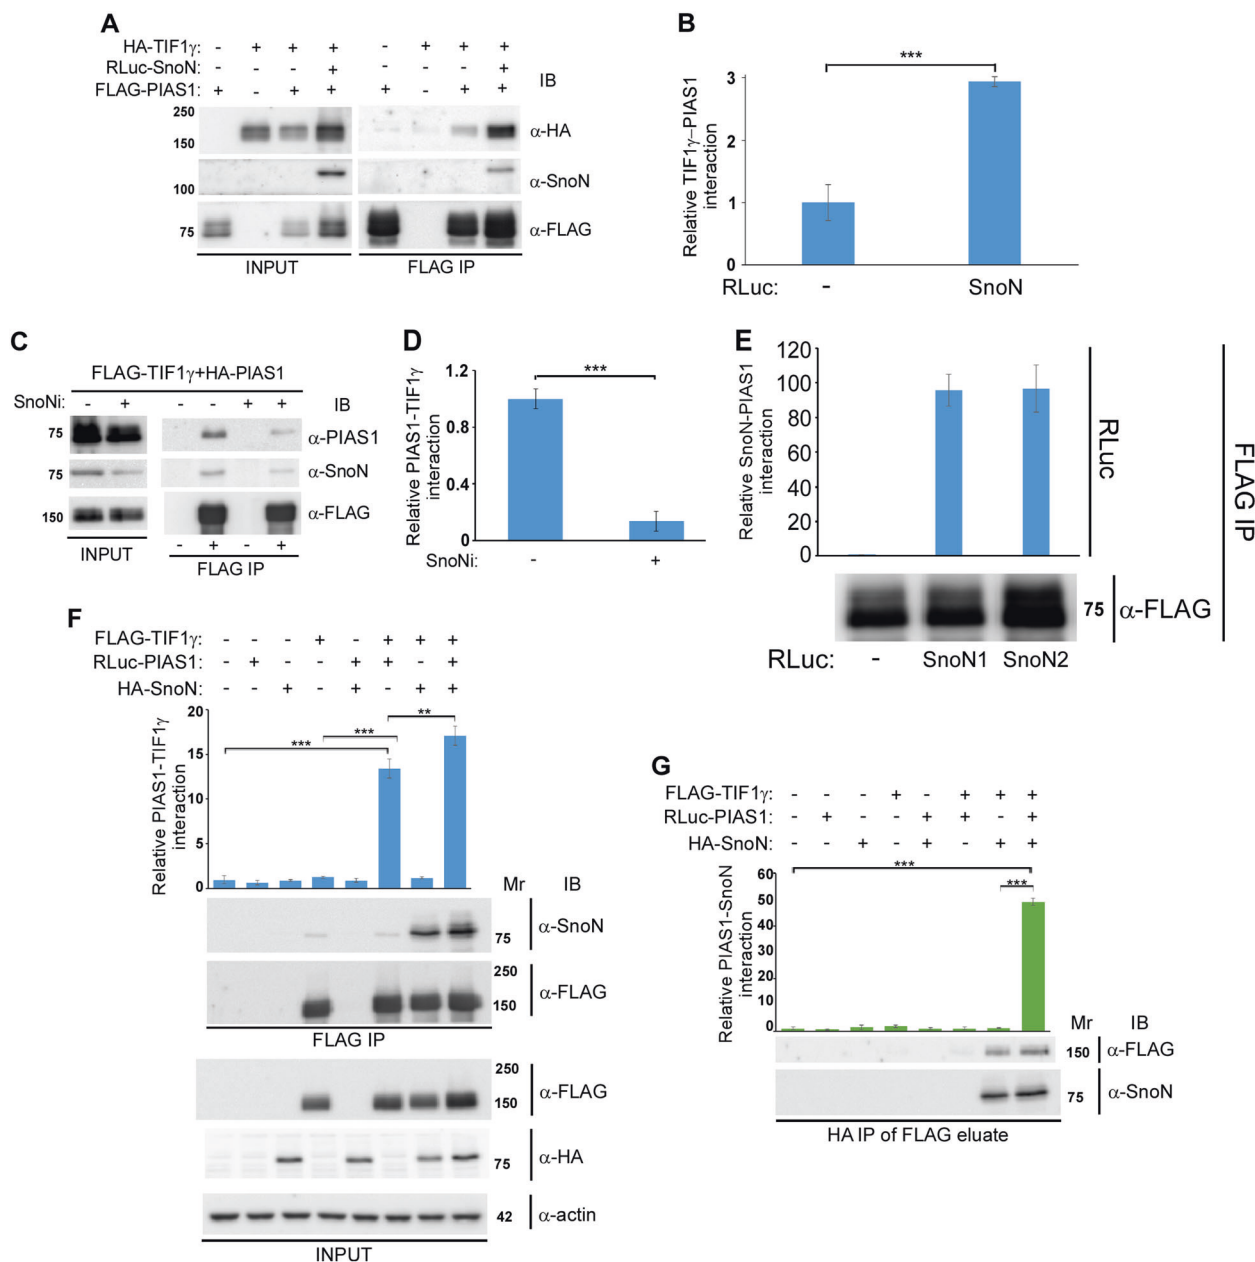 A
HA-TIF1γ: - + + + - + + +
RLuc-SnoN: - - - + - - - +
FLAG-PIAS1: + - + + + - + +
IB
250
150
α-HA
100
α-SnoN
75
α-FLAG
INPUT
FLAG IP
B
***
Relative TIF1γ–PIAS1
interaction
3
2
1
0
RLuc: - SnoN
C
FLAG-TIF1γ+HA-PIAS1
SnoNi: - + - - + + IB
75
α-PIAS1
75
α-SnoN
150
α-FLAG
- + - +
INPUT
FLAG IP
D
***
Relative PIAS1-TIF1γ
interaction
1.2
0.8
0.4
0
SnoNi: - +
E
Relative SnoN-PIAS1
interaction
120
100
80
60
40
20
0
RLuc
FLAG IP
75 α-FLAG
RLuc: - SnoN1 SnoN2
F
FLAG-TIF1γ: - - - + - + + +
RLuc-PIAS1: - + - - + + - +
HA-SnoN: - - + - + - + +
Relative PIAS1-TIF1γ
interaction
20
15
10
5
0
**
***
***
Mr IB
75 α-SnoN
250
150 α-FLAG
FLAG IP
250
150 α-FLAG
75 α-HA
42 α-actin
INPUT
G
FLAG-TIF1γ: - - - + - + + +
RLuc-PIAS1: - + - - + + - +
HA-SnoN: - - + - + - + +
Relative PIAS1-SnoN
interaction
60
50
40
30
20
10
0
***
***
Mr IB
150 α-FLAG
75 α-SnoN
HA IP of FLAG eluate